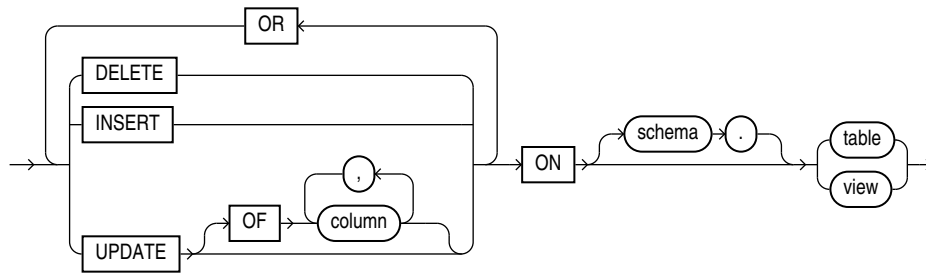 OR
DELETE
INSERT
,
OF column
UPDATE
ON schema . table
view